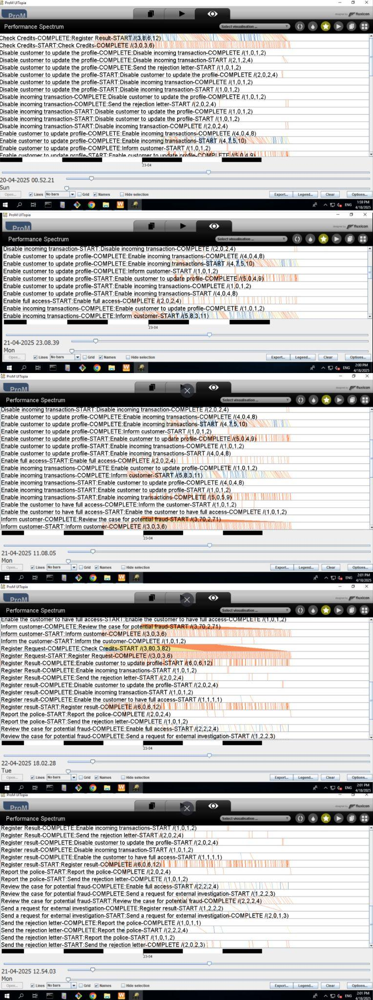 ProM UITopia
ProM
designed by fluxicon
Performance Spectrum
Select visualisation ...
Check Credits-COMPLETE:Register Result-START /(3,8,6,12)
Check Credits-START:Check Credits-COMPLETE /(3,0,3,6)
Disable customer to update the profile-COMPLETE:Disable incoming transaction-COMPLETE /(1,0,1,2)
Disable customer to update the profile-COMPLETE:Disable incoming transaction-START /(2,1,2,4)
Disable customer to update the profile-COMPLETE:Send the rejection letter-START /(1,0,1,2)
Disable customer to update the profile-START:Disable customer to update the profile-COMPLETE /(2,0,2,4)
Disable customer to update the profile-START:Disable incoming transaction-COMPLETE /(1,0,1,2)
Disable customer to update the profile-START:Disable incoming transaction-START /(1,0,1,2)
Disable incoming transaction-COMPLETE:Disable customer to update the profile-COMPLETE /(1,0,1,2)
Disable incoming transaction-COMPLETE:Send the rejection letter-START /(2,0,2,4)
Disable incoming transaction-START:Disable customer to update the profile-COMPLETE /(1,0,1,2)
Disable incoming transaction-START:Disable customer to update the profile-START /(1,0,1,2)
Disable incoming transaction-START:Disable incoming transaction-COMPLETE /(2,0,2,4)
Enable customer to update profile-COMPLETE:Enable incoming transactions-COMPLETE /(4,0,4,8)
Enable customer to update profile-COMPLETE:Enable incoming transactions-START /(4,7,5,10)
Enable customer to update profile-COMPLETE:Inform customer-START /(1,0,1,2)
Enable customer to update profile-START:Enable customer to update profile-COMPLETE /(5,0,4,9)
23-04
20-04-2025 00.52.21
Sun
Open... Lines No bars Grid Names Hide selection Export... Legend... Clear Options...
ENG 1:59 PM
4/18/2025
ProM UITopia
ProM
designed by fluxicon
Performance Spectrum
Select visualisation ...
Disable incoming transaction-START:Disable incoming transaction-COMPLETE /(2,0,2,4)
Enable customer to update profile-COMPLETE:Enable incoming transactions-COMPLETE /(4,0,4,8)
Enable customer to update profile-COMPLETE:Enable incoming transactions-START /(4,7,5,10)
Enable customer to update profile-COMPLETE:Inform customer-START /(1,0,1,2)
Enable customer to update profile-START:Enable customer to update profile-COMPLETE /(5,0,4,9)
Enable customer to update profile-START:Enable incoming transactions-COMPLETE /(1,0,1,2)
Enable customer to update profile-START:Enable incoming transactions-START /(4,0,4,8)
Enable full access-START:Enable full access-COMPLETE /(2,0,2,4)
Enable incoming transactions-COMPLETE:Enable customer to update profile-COMPLETE /(1,0,1,2)
Enable incoming transactions-COMPLETE:Inform customer-START /(5,8,3,11)
23-04
21-04-2025 23.08.39
Mon
Open... Lines No bars Grid Names Hide selection Export... Legend... Clear Options...
ENG 2:00 PM
4/18/2025
ProM UITopia
ProM
designed by fluxicon
Performance Spectrum
Select visualisation ...
Disable incoming transaction-START:Disable incoming transaction-COMPLETE /(2,0,2,4)
Enable customer to update profile-COMPLETE:Enable incoming transactions-COMPLETE /(4,0,4,8)
Enable customer to update profile-COMPLETE:Enable incoming transactions-START /(4,7,5,10)
Enable customer to update profile-COMPLETE:Inform customer-START /(1,0,1,2)
Enable customer to update profile-START:Enable customer to update profile-COMPLETE /(5,0,4,9)
Enable customer to update profile-START:Enable incoming transactions-COMPLETE /(1,0,1,2)
Enable customer to update profile-START:Enable incoming transactions-START /(4,0,4,8)
Enable full access-START:Enable full access-COMPLETE /(2,0,2,4)
Enable incoming transactions-COMPLETE:Enable customer to update profile-COMPLETE /(1,0,1,2)
Enable incoming transactions-COMPLETE:Inform customer-START /(5,8,3,11)
Enable incoming transactions-START:Enable customer to update profile-COMPLETE /(4,0,4,8)
Enable incoming transactions-START:Enable customer to update profile-START /(1,0,1,2)
Enable incoming transactions-START:Enable incoming transactions-COMPLETE /(5,0,5,9)
Enable the customer to have full access-COMPLETE:Inform the customer-START /(1,0,1,2)
Enable the customer to have full access-START:Enable the customer to have full access-COMPLETE /(1,0,1,2)
Inform customer-COMPLETE:Review the case for potential fraud-START /(3,70,2,71)
Inform customer-START:Inform customer-COMPLETE /(3,0,3,6)
23-04
21-04-2025 11.08.05
Mon
Open... Lines No bars Grid Names Hide selection Export... Legend... Clear Options...
ENG 2:01 PM
4/18/2025
ProM UITopia
ProM
designed by fluxicon
Performance Spectrum
Select visualisation ...
Enable the customer to have full access-START:Enable the customer to have full access-COMPLETE /(1,0,1,2)
Inform customer-COMPLETE:Review the case for potential fraud-START /(3,70,2,71)
Inform customer-START:Inform customer-COMPLETE /(3,0,3,6)
Inform the customer-START:Inform the customer-COMPLETE /(1,0,1,2)
Register Request-COMPLETE:Check Credits-START /(3,80,3,82)
Register Request-START:Register Request-COMPLETE /(3,0,3,6)
Register Result-COMPLETE:Enable customer to update profile-START /(6,0,6,12)
Register Result-COMPLETE:Enable incoming transactions-START /(1,0,1,2)
Register Result-COMPLETE:Send the rejection letter-START /(2,0,2,4)
Register result-COMPLETE:Disable customer to update the profile-START /(2,0,2,4)
Register result-COMPLETE:Disable incoming transaction-START /(1,0,1,2)
Register result-COMPLETE:Enable the customer to have full access-START /(1,1,1,1)
Register result-START:Register result-COMPLETE /(6,0,6,12)
Report the police-START:Report the police-COMPLETE /(2,0,2,4)
Report the police-START:Send the rejection letter-COMPLETE /(1,0,1,2)
Review the case for potential fraud-COMPLETE:Enable full access-START /(2,2,2,4)
Review the case for potential fraud-COMPLETE:Send a request for external investigation-START /(1,2,2,3)
23-04
22-04-2025 18.02.28
Tue
Open... Lines No bars Grid Names Hide selection Export... Legend... Clear Options...
ENG 2:01 PM
4/18/2025
ProM UITopia
ProM
designed by fluxicon
Performance Spectrum
Select visualisation ...
Register Result-COMPLETE:Enable incoming transactions-START /(1,0,1,2)
Register Result-COMPLETE:Send the rejection letter-START /(2,0,2,4)
Register result-COMPLETE:Disable customer to update the profile-START /(2,0,2,4)
Register result-COMPLETE:Disable incoming transaction-START /(1,0,1,2)
Register result-COMPLETE:Enable the customer to have full access-START /(1,1,1,1)
Register result-START:Register result-COMPLETE /(6,0,6,12)
Report the police-START:Report the police-COMPLETE /(2,0,2,4)
Report the police-START:Send the rejection letter-COMPLETE /(1,0,1,2)
Review the case for potential fraud-COMPLETE:Enable full access-START /(2,2,2,4)
Review the case for potential fraud-COMPLETE:Send a request for external investigation-START /(1,2,2,3)
Review the case for potential fraud-START:Review the case for potential fraud-COMPLETE /(2,2,2,4)
Send a request for external investigation-COMPLETE:Register result-START /(1,2,2,2)
Send a request for external investigation-START:Send a request for external investigation-COMPLETE /(2,0,1,3)
Send the rejection letter-COMPLETE:Report the police-COMPLETE /(1,0,1,1)
Send the rejection letter-COMPLETE:Report the police-START /(2,2,2,4)
Send the rejection letter-START:Report the police-START /(1,0,1,2)
Send the rejection letter-START:Send the rejection letter-COMPLETE /(2,0,2,3)
23-04
21-04-2025 12.54.03
Mon
Open... Lines No bars Grid Names Hide selection Export... Legend... Clear Options...
ENG 2:01 PM
4/18/2025